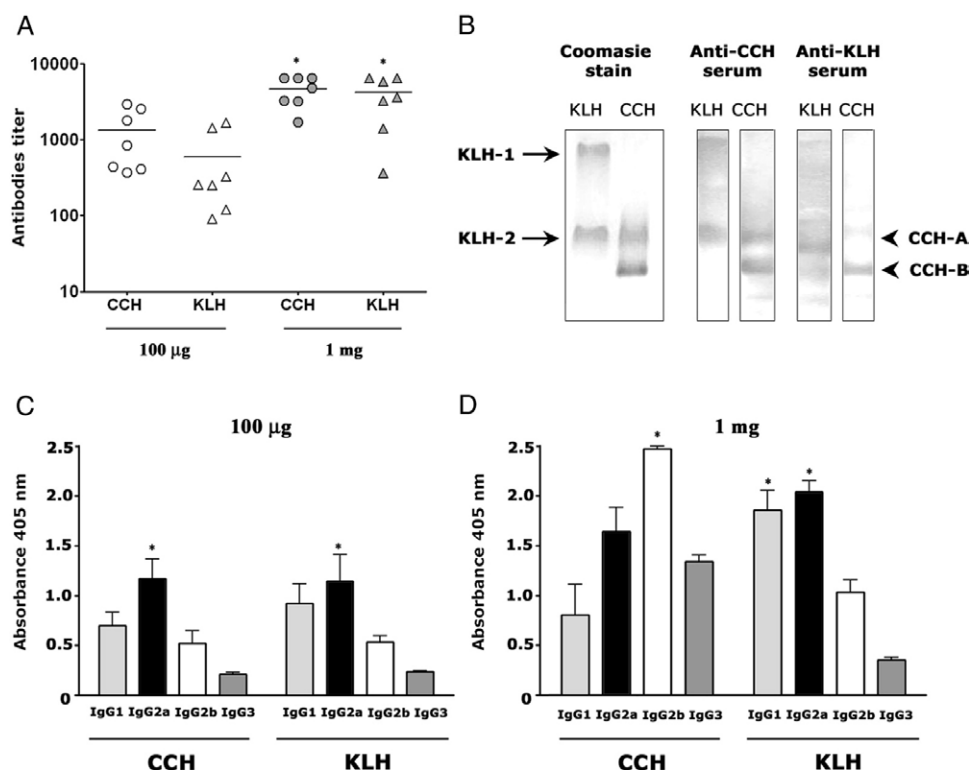 A
Antibodies titer
10000
1000
100
10
*
*
CCH
KLH
CCH
KLH
100 µg
1 mg
B
Coomasie
stain
Anti-CCH
serum
Anti-KLH
serum
KLH
CCH
KLH
CCH
KLH
CCH
KLH-1
KLH-2
CCH-A
CCH-B
C
100 µg
Absorbance 405 nm
2.5
2.0
1.5
1.0
0.5
0
*
*
IgG1 IgG2a IgG2b IgG3
IgG1 IgG2a IgG2b IgG3
CCH
KLH
D
1 mg
Absorbance 405 nm
2.5
2.0
1.5
1.0
0.5
0
*
*
*
IgG1 IgG2a IgG2b IgG3
IgG1 IgG2a IgG2b IgG3
CCH
KLH